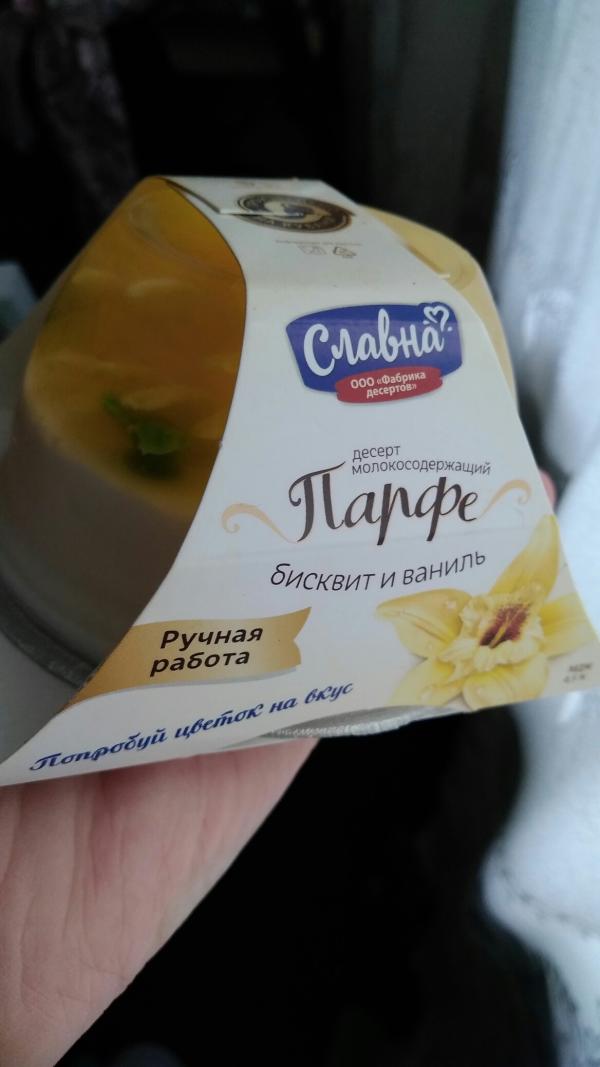 Славна
ООО «Фабрика
десертов»
десерт
молокосодержащий
Парфе
бисквит и ваниль
Ручная
работа
Попробуй цветок на вкус